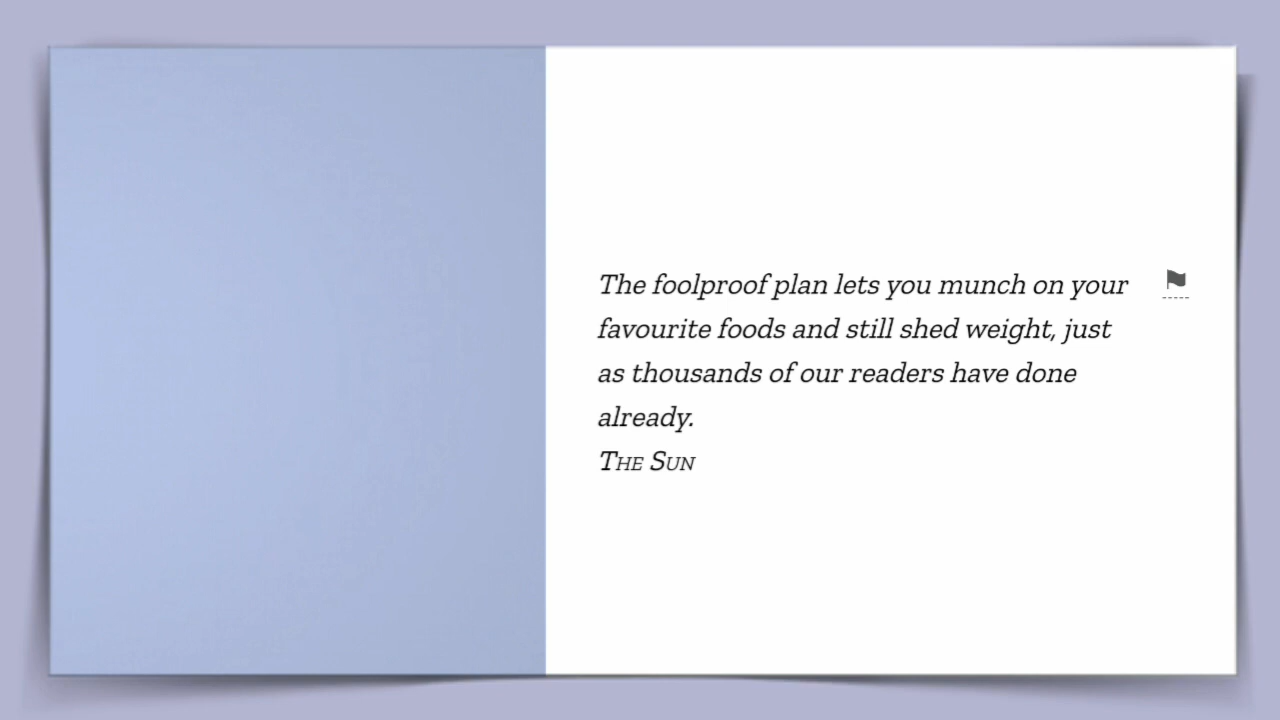 The foolproof plan lets you munch on your
favourite foods and still shed weight, just
as thousands of our readers have done
already.
The Sun